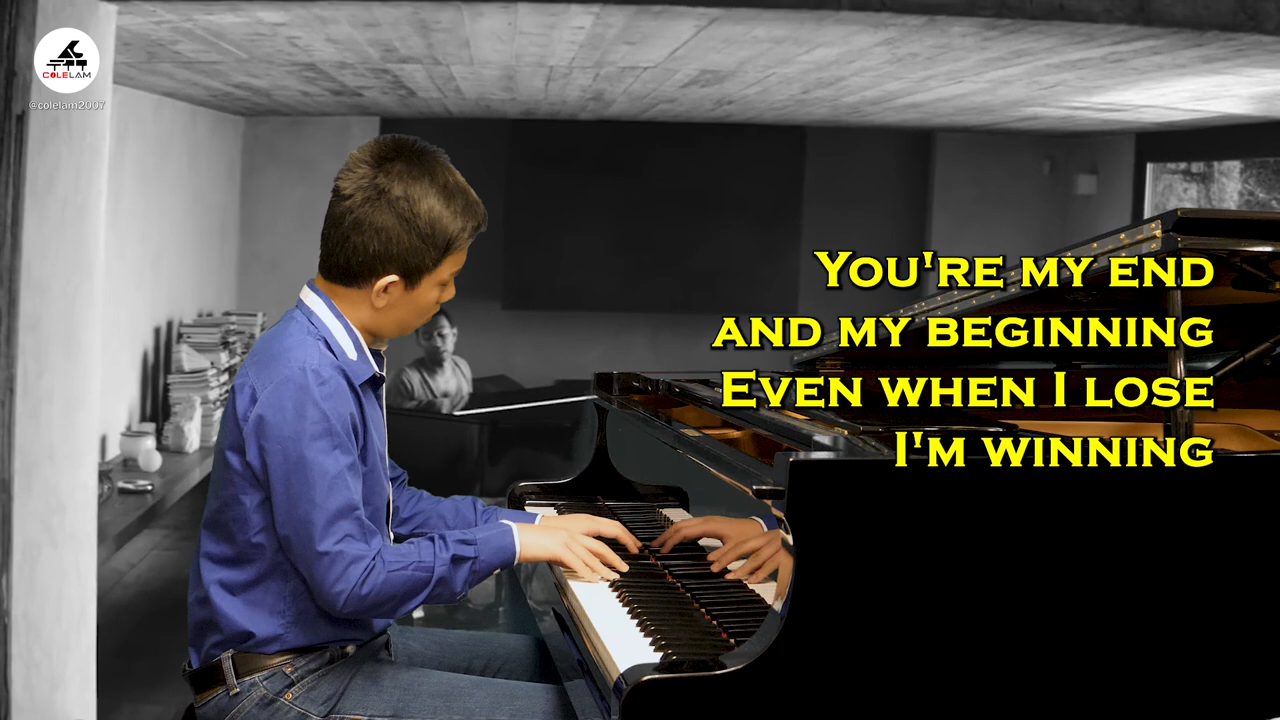 COLELAM
@colelam2007
You're my end
and my beginning
Even when I lose
I'm winning